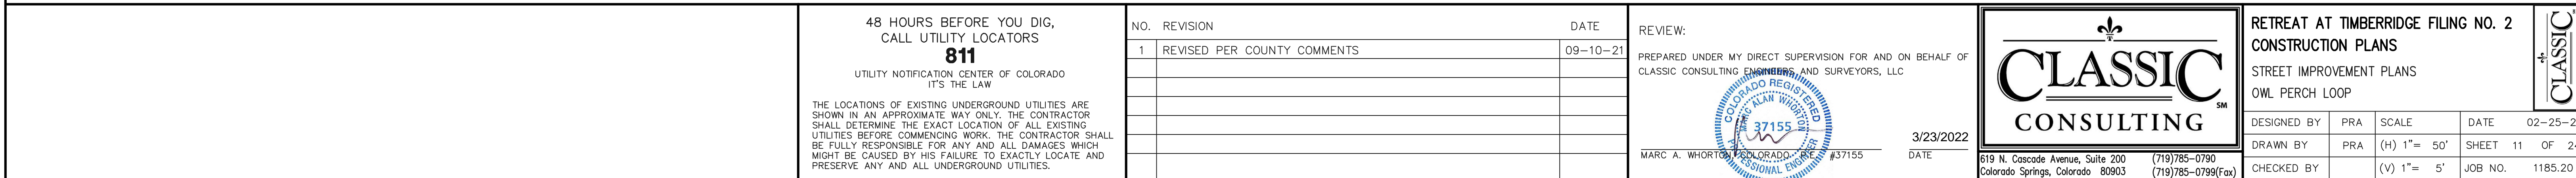 48 HOURS BEFORE YOU DIG,
CALL UTILITY LOCATORS
811
UTILITY NOTIFICATION CENTER OF COLORADO
IT'S THE LAW
THE LOCATIONS OF EXISTING UNDERGROUND UTILITIES ARE
SHOWN IN AN APPROXIMATE WAY ONLY. THE CONTRACTOR
SHALL DETERMINE THE EXACT LOCATION OF ALL EXISTING
UTILITIES BEFORE COMMENCING WORK. THE CONTRACTOR SHALL
BE FULLY RESPONSIBLE FOR ANY AND ALL DAMAGES WHICH
MIGHT BE CAUSED BY HIS FAILURE TO EXACTLY LOCATE AND
PRESERVE ANY AND ALL UNDERGROUND UTILITIES.
NO. REVISION DATE
1 REVISED PER COUNTY COMMENTS 09-10-21
REVIEW:
PREPARED UNDER MY DIRECT SUPERVISION FOR AND ON BEHALF OF
CLASSIC CONSULTING ENGINEERS AND SURVEYORS, LLC
COLORADO REGISTERED
MARC ALAN WHORTON
37155
PROFESSIONAL ENGINEER
3/23/2022
MARC A. WHORTON, COLORADO P.E. #37155 DATE
CLASSIC
SM
CONSULTING
619 N. Cascade Avenue, Suite 200 (719)785-0790
Colorado Springs, Colorado 80903 (719)785-0799(Fax)
RETREAT AT TIMBERRIDGE FILING NO. 2
CONSTRUCTION PLANS
STREET IMPROVEMENT PLANS
OWL PERCH LOOP
CLASSIC
DESIGNED BY PRA SCALE DATE 02-25-2
DRAWN BY PRA (H) 1"= 50' SHEET 11 OF 24
CHECKED BY (V) 1"= 5' JOB NO. 1185.20